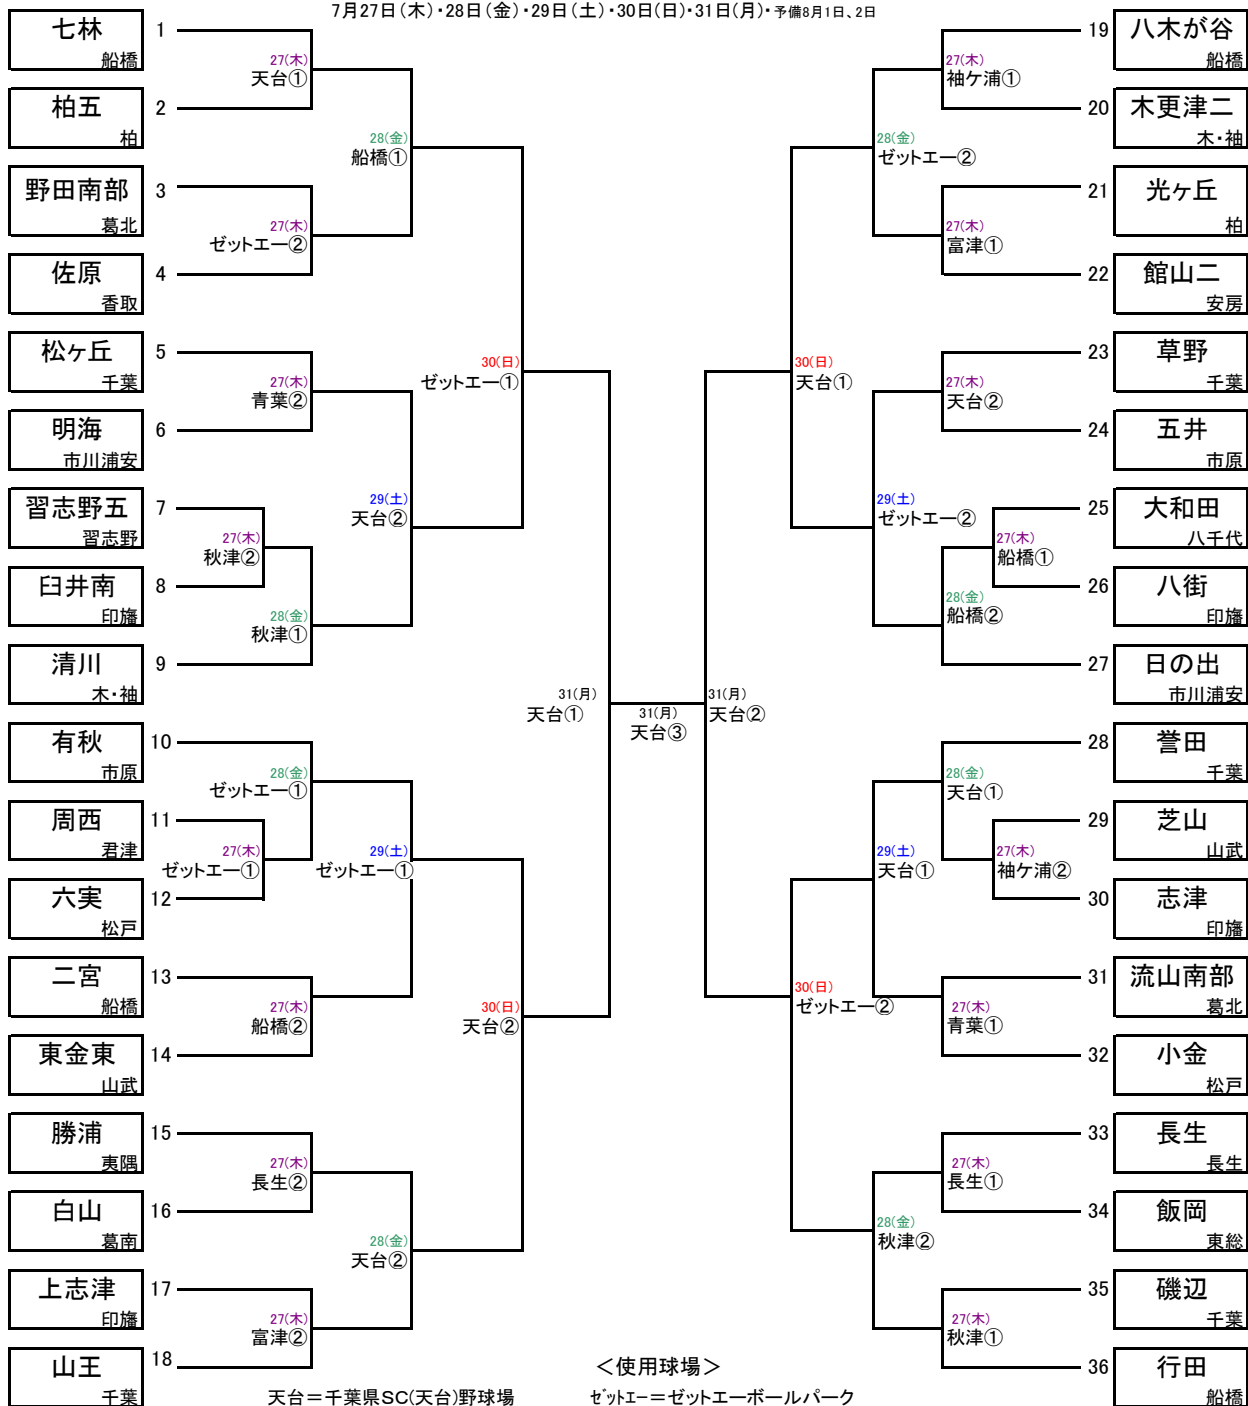 7月27日(木)・28日(金)・29日(土)・30日(日)・31日(月)・予備8月1日、2日
七林
船橋
1
27(木)
天台①
柏五
柏
2
28(金)
船橋①
野田南部
葛北
3
27(木)
ゼットエー②
佐原
香取
4
松ヶ丘
千葉
5
27(木)
青葉②
30(日)
ゼットエー①
明海
市川浦安
6
習志野五
習志野
7
29(土)
天台②
27(木)
秋津②
臼井南
印旛
8
28(金)
秋津①
清川
木・袖
9
31(月)
天台①
有秋
市原
10
28(金)
ゼットエー①
周西
君津
11
27(木)
ゼットエー①
29(土)
ゼットエー①
六実
松戸
12
二宮
船橋
13
27(木)
船橋②
30(日)
天台②
東金東
山武
14
勝浦
夷隅
15
27(木)
長生②
白山
葛南
16
28(金)
天台②
上志津
印旛
17
27(木)
富津②
山王
千葉
18
31(月)
天台③
19
八木が谷
船橋
27(木)
袖ケ浦①
20
木更津二
木・袖
28(金)
ゼットエー②
21
光ヶ丘
柏
27(木)
富津①
22
館山二
安房
30(日)
天台①
23
草野
千葉
27(木)
天台②
24
五井
市原
29(土)
ゼットエー②
25
大和田
八千代
27(木)
船橋①
26
八街
印旛
28(金)
船橋②
27
日の出
市川浦安
31(月)
天台②
28
誉田
千葉
28(金)
天台①
29
芝山
山武
29(土)
天台①
27(木)
袖ケ浦②
30
志津
印旛
31
流山南部
葛北
30(日)
ゼットエー②
27(木)
青葉①
32
小金
松戸
33
長生
長生
27(木)
長生①
34
飯岡
東総
28(金)
秋津②
35
磯辺
千葉
27(木)
秋津①
36
行田
船橋
＜使用球場＞
天台＝千葉県SC(天台)野球場
ｾﾞｯﾄｴｰ＝ゼットエーボールパーク